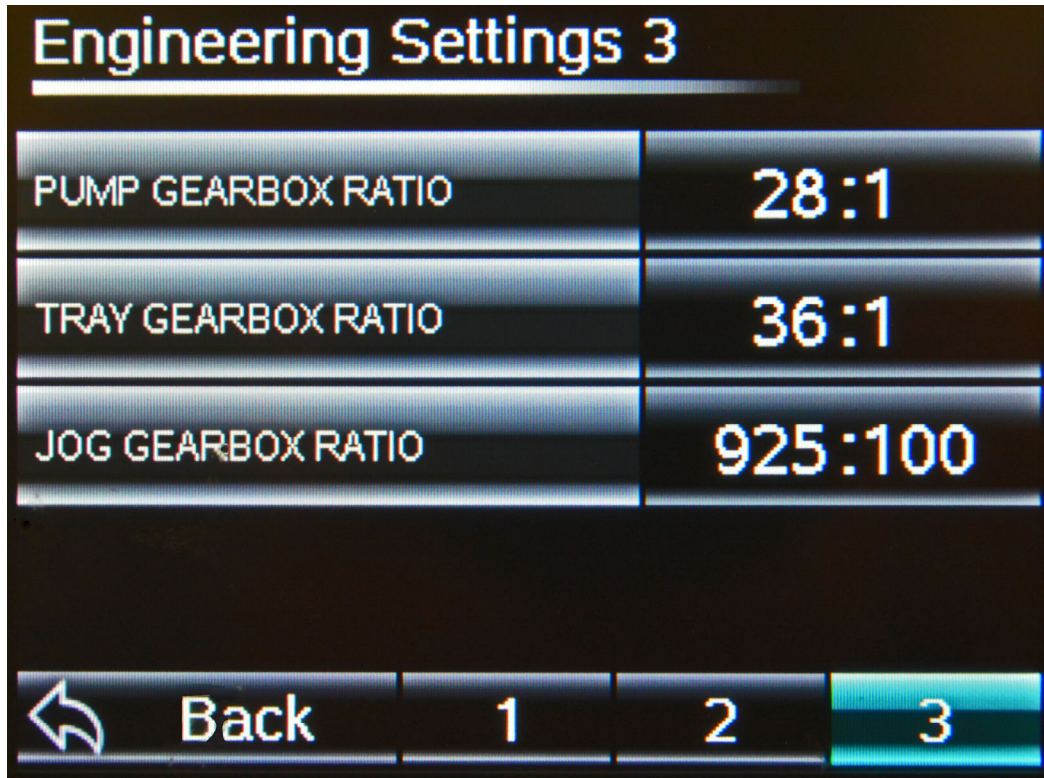 Engineering Settings 3
PUMP GEARBOX RATIO 28:1
TRAY GEARBOX RATIO 36:1
JOG GEARBOX RATIO 925:100
Back 1 2 3